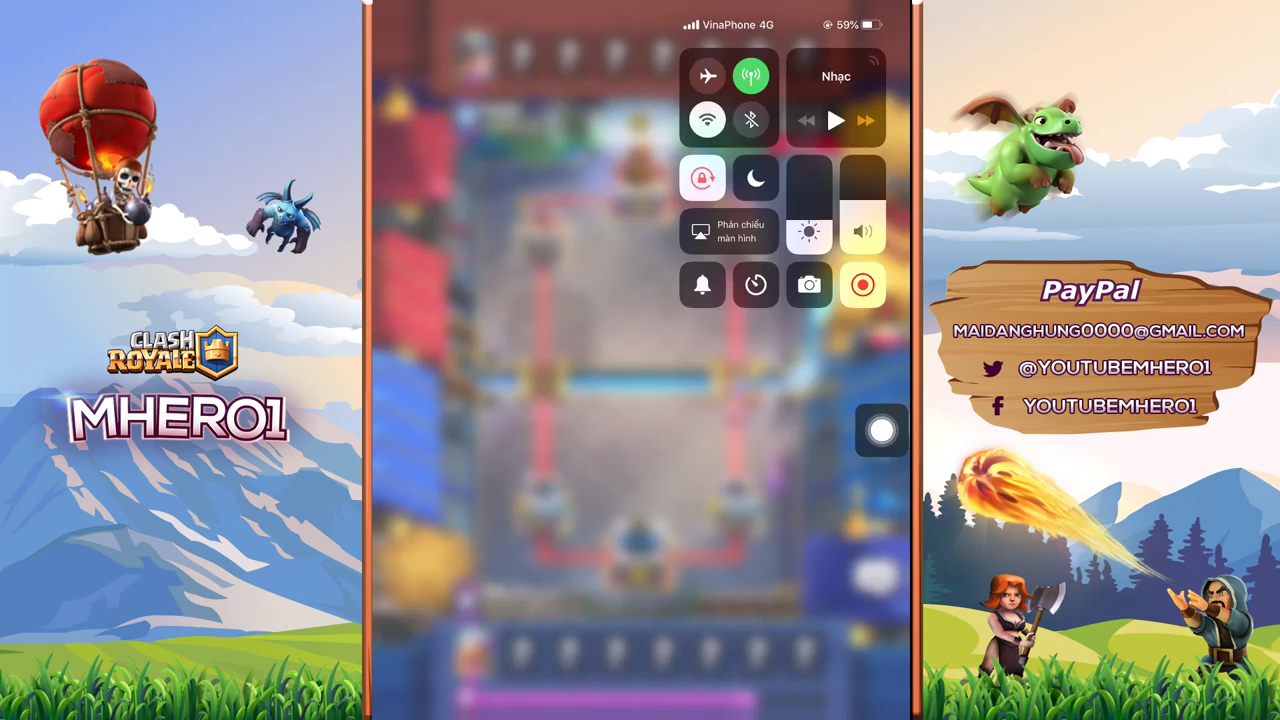 VinaPhone 4G
59%
Nhạc
Phản chiếu
màn hình
CLASH
ROYALE
MHERO1
PayPal
MAIDANGHUNG0000@GMAIL.COM
@YOUTUBEMHERO1
YOUTUBEMHERO1